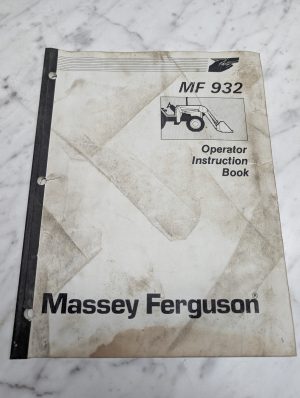 MF 932
Operator
Instruction
Book
Massey Ferguson